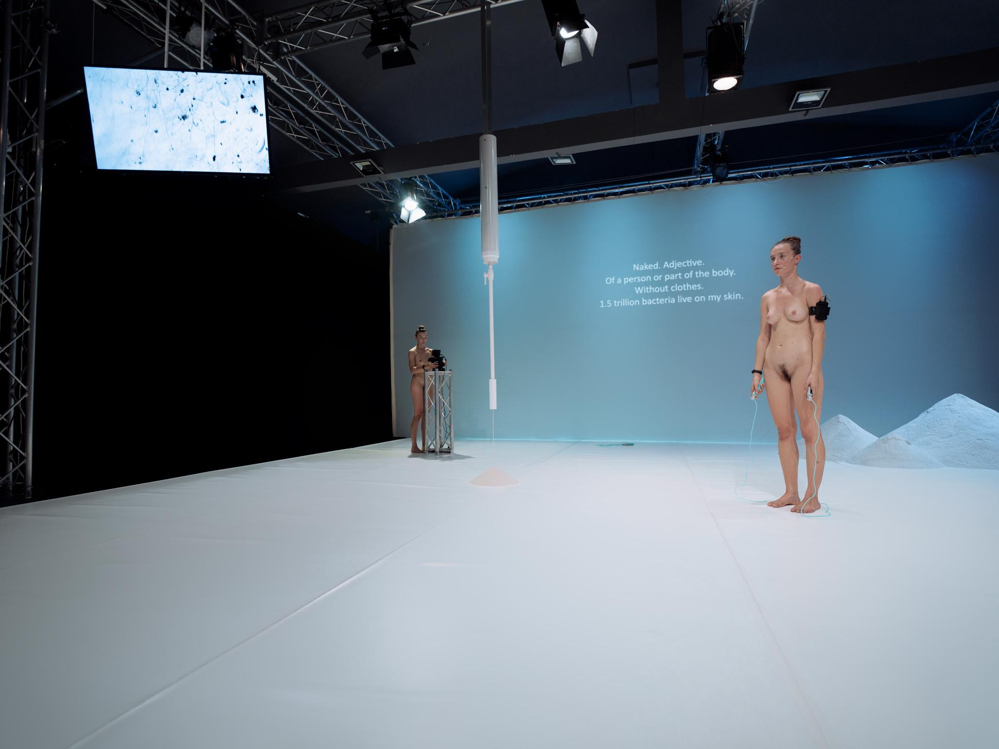 Naked. Adjective.
Of a person or part of the body.
Without clothes.
1.5 trillion bacteria live on my skin.